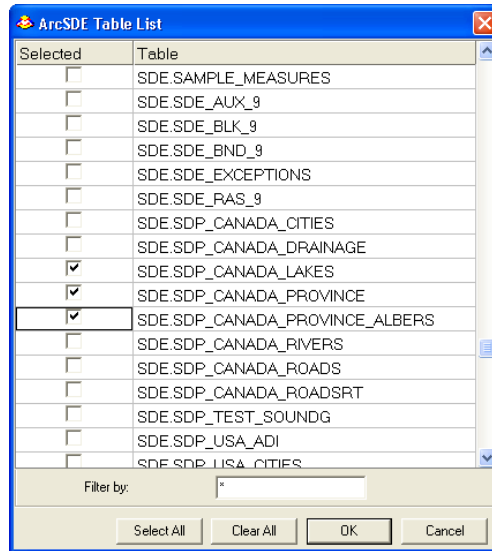 ArcSDE Table List
Selected Table
SDE.SAMPLE_MEASURES
SDE.SDE_AUX_9
SDE.SDE_BLK_9
SDE.SDE_BND_9
SDE.SDE_EXCEPTIONS
SDE.SDE_RAS_9
SDE.SDP_CANADA_CITIES
SDE.SDP_CANADA_DRAINAGE
SDE.SDP_CANADA_LAKES
SDE.SDP_CANADA_PROVINCE
SDE.SDP_CANADA_PROVINCE_ALBERS
SDE.SDP_CANADA_RIVERS
SDE.SDP_CANADA_ROADS
SDE.SDP_CANADA_ROADSRT
SDE.SDP_TEST_SOUNDG
SDE.SDP_USA_ADI
SDE.SDP_USA_CITIES
Filter by: *
Select All Clear All OK Cancel